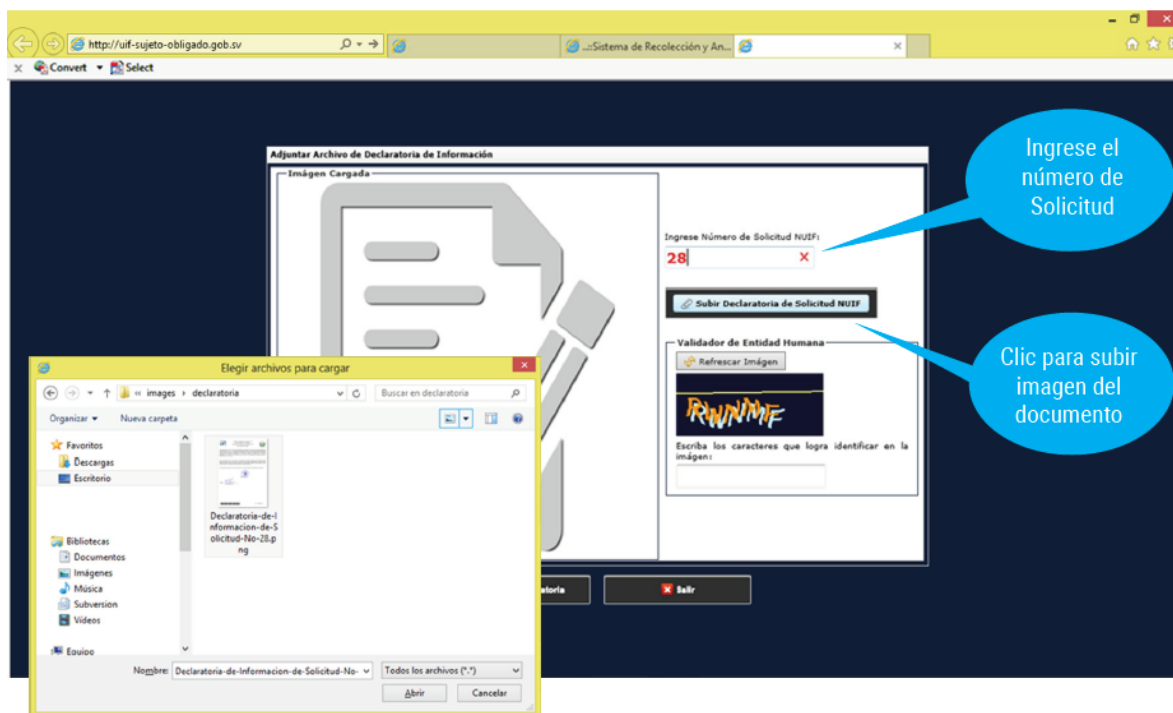 http://uif-sujeto-obligado.gob.sv
..::Sistema de Recolección y An...
x Convert Select
Adjuntar Archivo de Declaratoria de Información
Imágen Cargada
Ingrese el
número de
Solicitud
Ingrese Número de Solicitud NUIF:
28
Subir Declaratoria de Solicitud NUIF
Clic para subir
imagen del
documento
Validador de Entidad Humana
Refrescar Imágen
RWNNMF
Escriba los caracteres que logra identificar en la
imágen:
atoria
Salir
Elegir archivos para cargar
« images › declaratoria
Buscar en declaratoria
Organizar
Nueva carpeta
Favoritos
Descargas
Escritorio
Bibliotecas
Documentos
Imágenes
Música
Subversion
Vídeos
Equipo
Declaratoria-de-I
nformacion-de-S
olicitud-No-28.p
ng
Nombre: Declaratoria-de-Informacion-de-Solicitud-No-
Todos los archivos (*.*)
Abrir
Cancelar